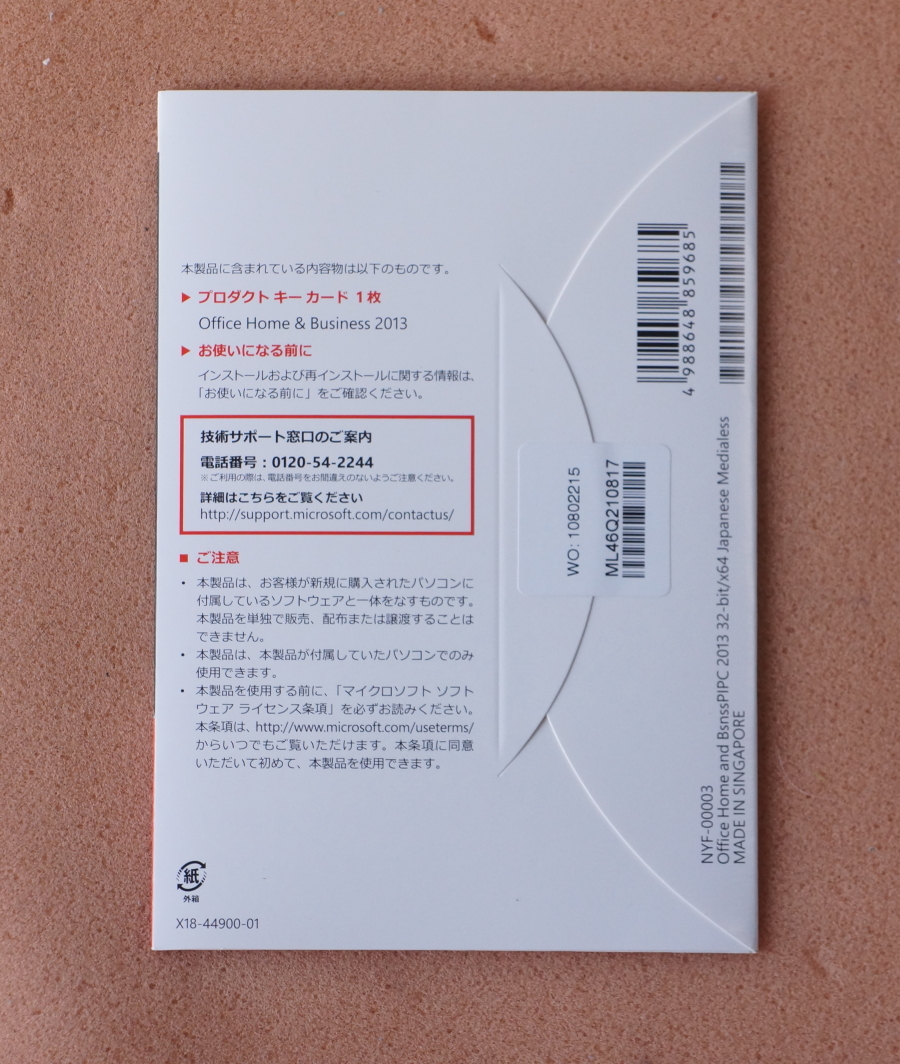 本製品に含まれている内容物は以下のものです。
▶ プロダクト キー カード 1枚
Office Home & Business 2013
▶ お使いになる前に
インストールおよび再インストールに関する情報は、
「お使いになる前に」をご確認ください。
技術サポート窓口のご案内
電話番号：0120-54-2244
※ご利用の際は、電話番号をお間違えのないようご注意ください。
詳細はこちらをご覧ください
http://support.microsoft.com/contactus/
■ ご注意
• 本製品は、お客様が新規に購入されたパソコンに
付属しているソフトウェアと一体をなすものです。
本製品を単独で販売、配布または譲渡することは
できません。
• 本製品は、本製品が付属していたパソコンでのみ
使用できます。
• 本製品を使用する前に、「マイクロソフト ソフト
ウェア ライセンス条項」を必ずお読みください。
本条項は、http://www.microsoft.com/useterms/
からいつでもご覧いただけます。本条項に同意
いただいて初めて、本製品を使用できます。
紙
外箱
X18-44900-01
WO: 10802215
ML46Q210817
4 988648 859685
NYF-00003
Office Home and BsnssPIPC 2013 32-bit/x64 Japanese Medialess
MADE IN SINGAPORE